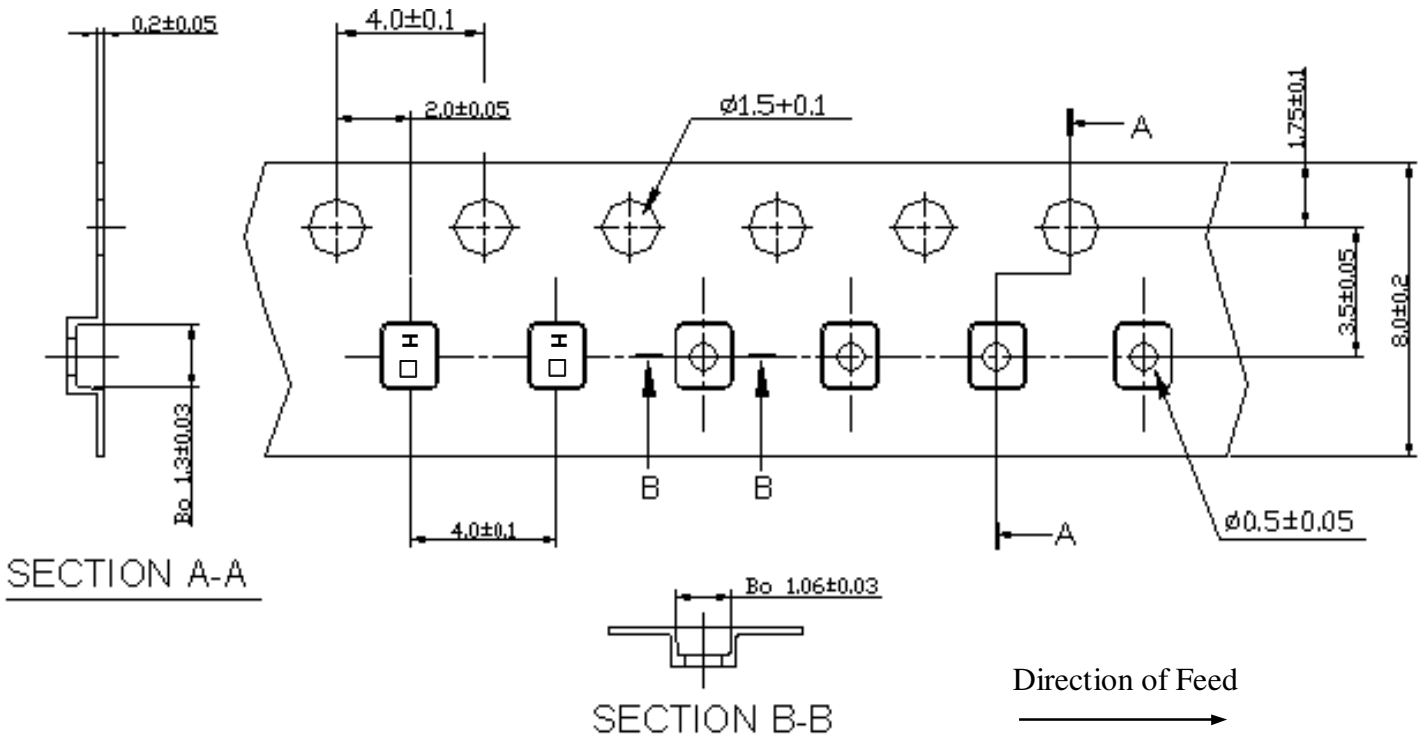 0.2±0.05
4.0±0.1
2.0±0.05
ø1.5+0.1
A
1.75±0.1
3.5±0.05
8.0±0.2
H
H
Bo 1.3±0.03
B
B
4.0±0.1
A
ø0.5±0.05
SECTION A-A
Bo 1.06±0.03
SECTION B-B
Direction of Feed